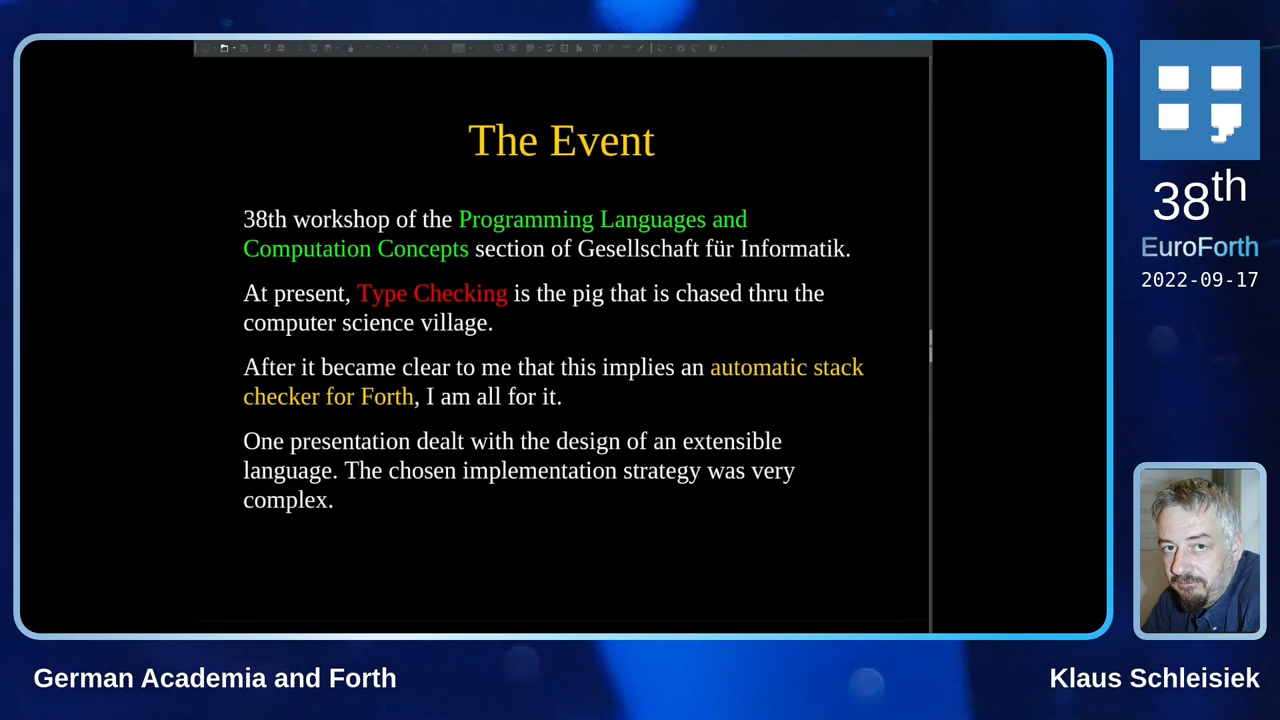 The Event
38th workshop of the Programming Languages and
Computation Concepts section of Gesellschaft für Informatik.
At present, Type Checking is the pig that is chased thru the
computer science village.
After it became clear to me that this implies an automatic stack
checker for Forth, I am all for it.
One presentation dealt with the design of an extensible
language. The chosen implementation strategy was very
complex.
38th
EuroForth
2022-09-17
German Academia and Forth
Klaus Schleisiek